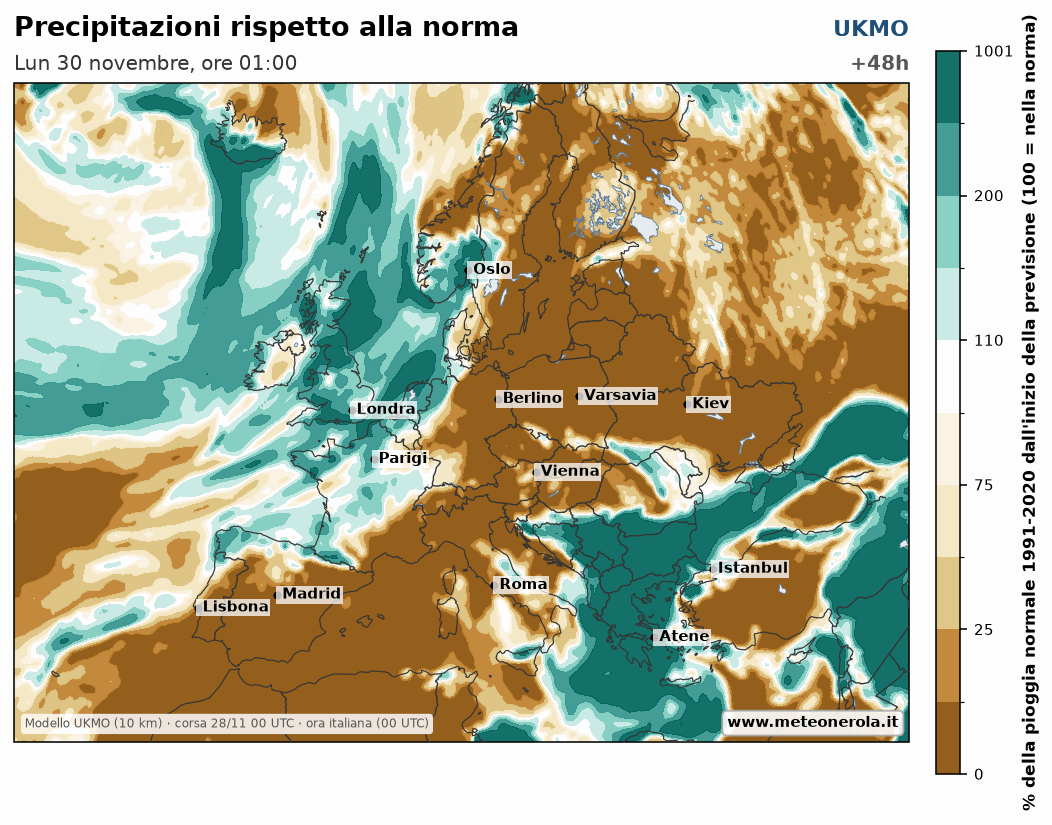 Precipitazioni rispetto alla norma
UKMO
Lun 30 novembre, ore 01:00
+48h
Oslo
Berlino
Varsavia
Kiev
Londra
Parigi
Vienna
Istanbul
Roma
Madrid
Lisbona
Atene
Modello UKMO (10 km) · corsa 28/11 00 UTC · ora italiana (00 UTC)
www.meteonerola.it
1001
200
110
75
25
0
% della pioggia normale 1991-2020 dall'inizio della previsione (100 = nella norma)